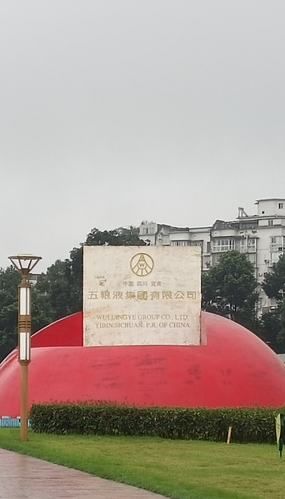 中国 四川 宜宾
五粮液集國有限公司
WULIANGYE GROUP CO., LTD.
YIBIN SICHUAN, P.R. OF CHINA